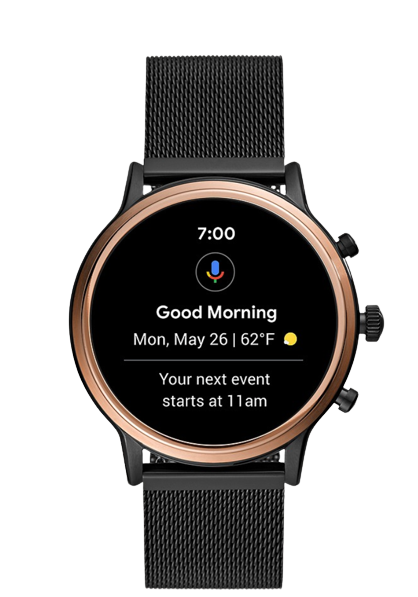 7:00
Good Morning
Mon, May 26 | 62°F
Your next event
starts at 11am